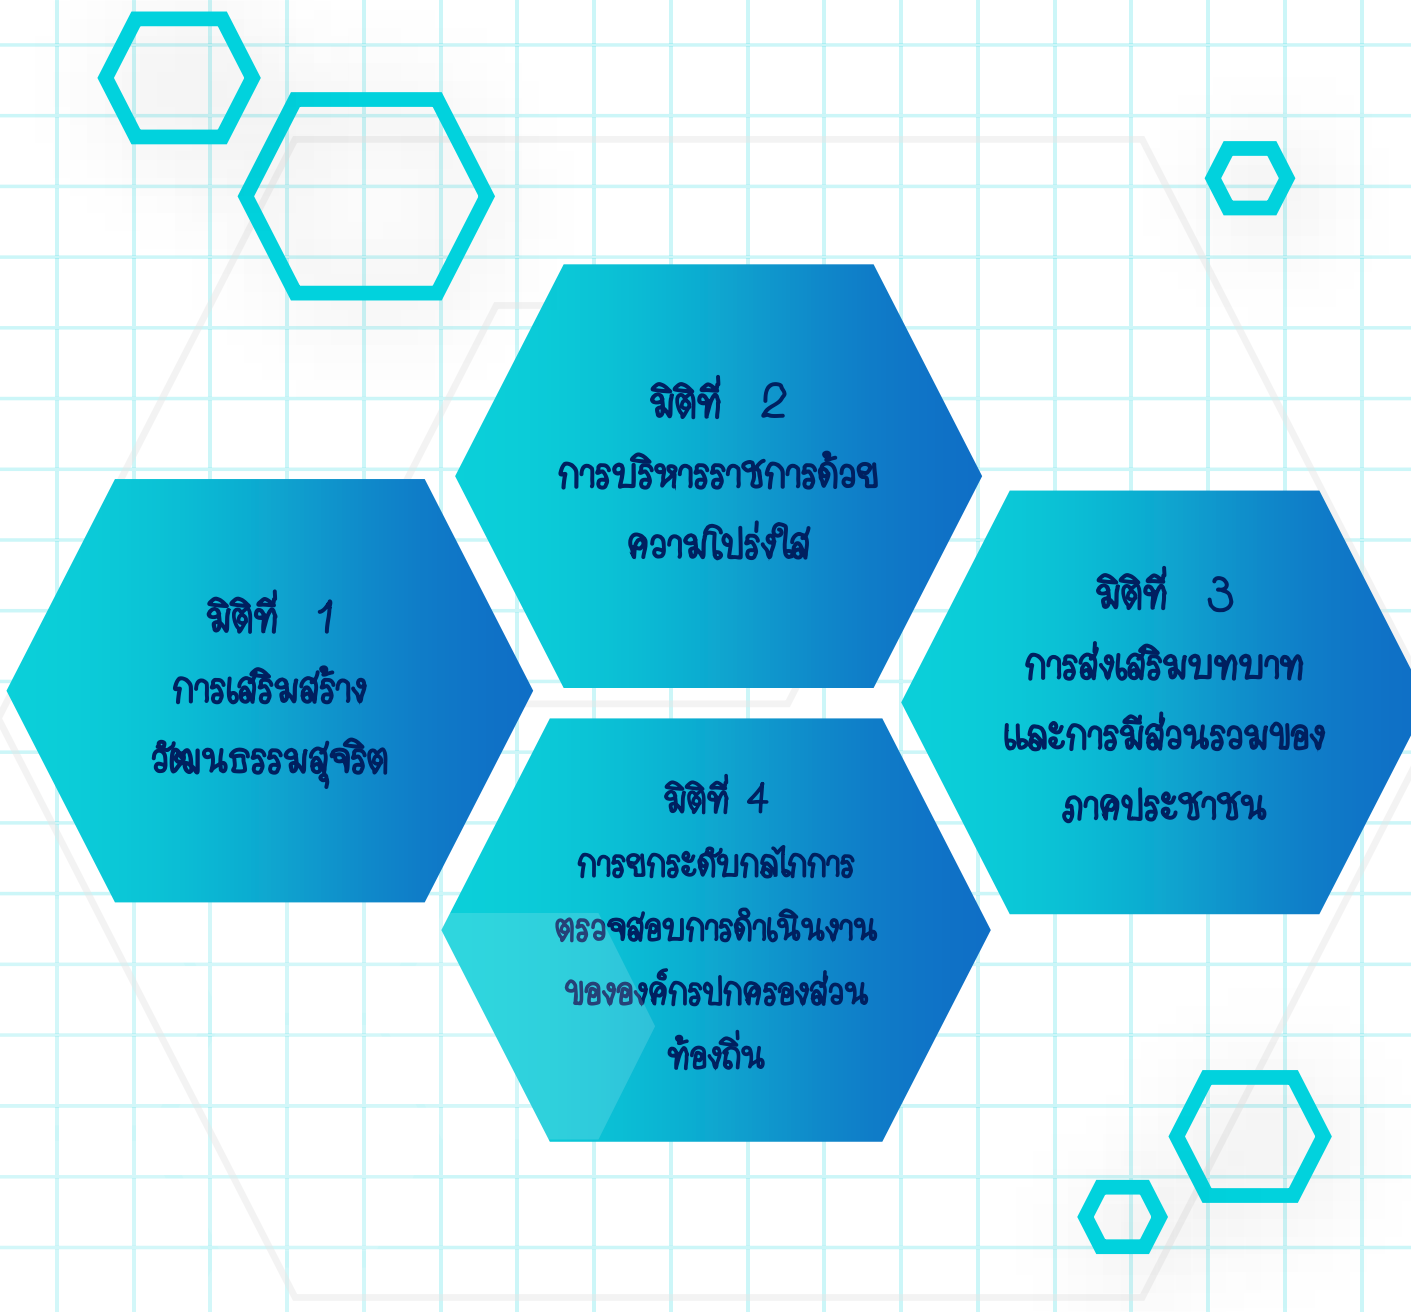 มิติที่ 1
การเสริมสร้าง
วัฒนธรรมสุจริต
มิติที่ 2
การบริหารราชการด้วย
ความโปร่งใส
มิติที่ 3
การส่งเสริมบทบาท
และการมีส่วนรวมของ
ภาคประชาชน
มิติที่ 4
การยกระดับกลไกการ
ตรวจสอบการดำเนินงาน
ขององค์กรปกครองส่วน
ท้องถิ่น